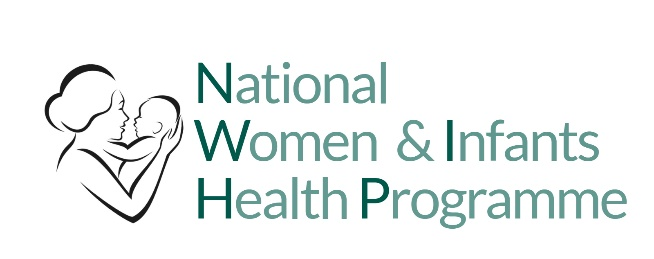 National
Women & Infants
Health Programme